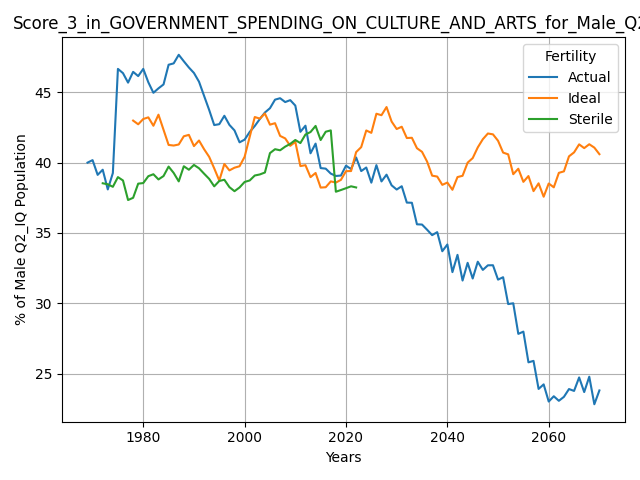 Score_3_in_GOVERNMENT_SPENDING_ON_CULTURE_AND_ARTS_for_Male_Q2
Fertility
Actual
Ideal
Sterile
% of Male Q2_IQ Population
45
40
35
30
25
1980 2000 2020 2040 2060
Years